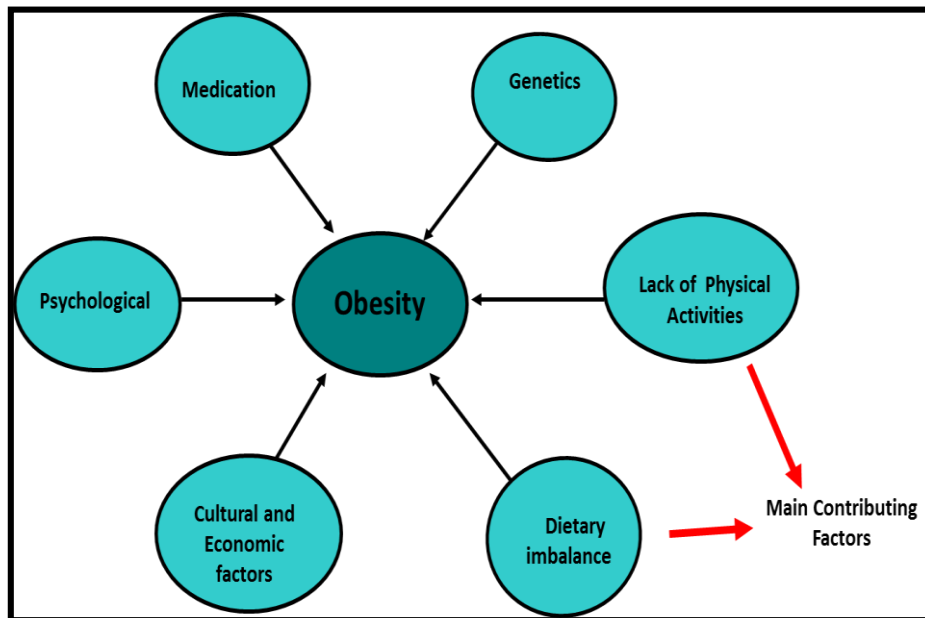 Medication
Genetics
Psychological
Obesity
Lack of Physical
Activities
Cultural and
Economic
factors
Dietary
imbalance
Main Contributing
Factors